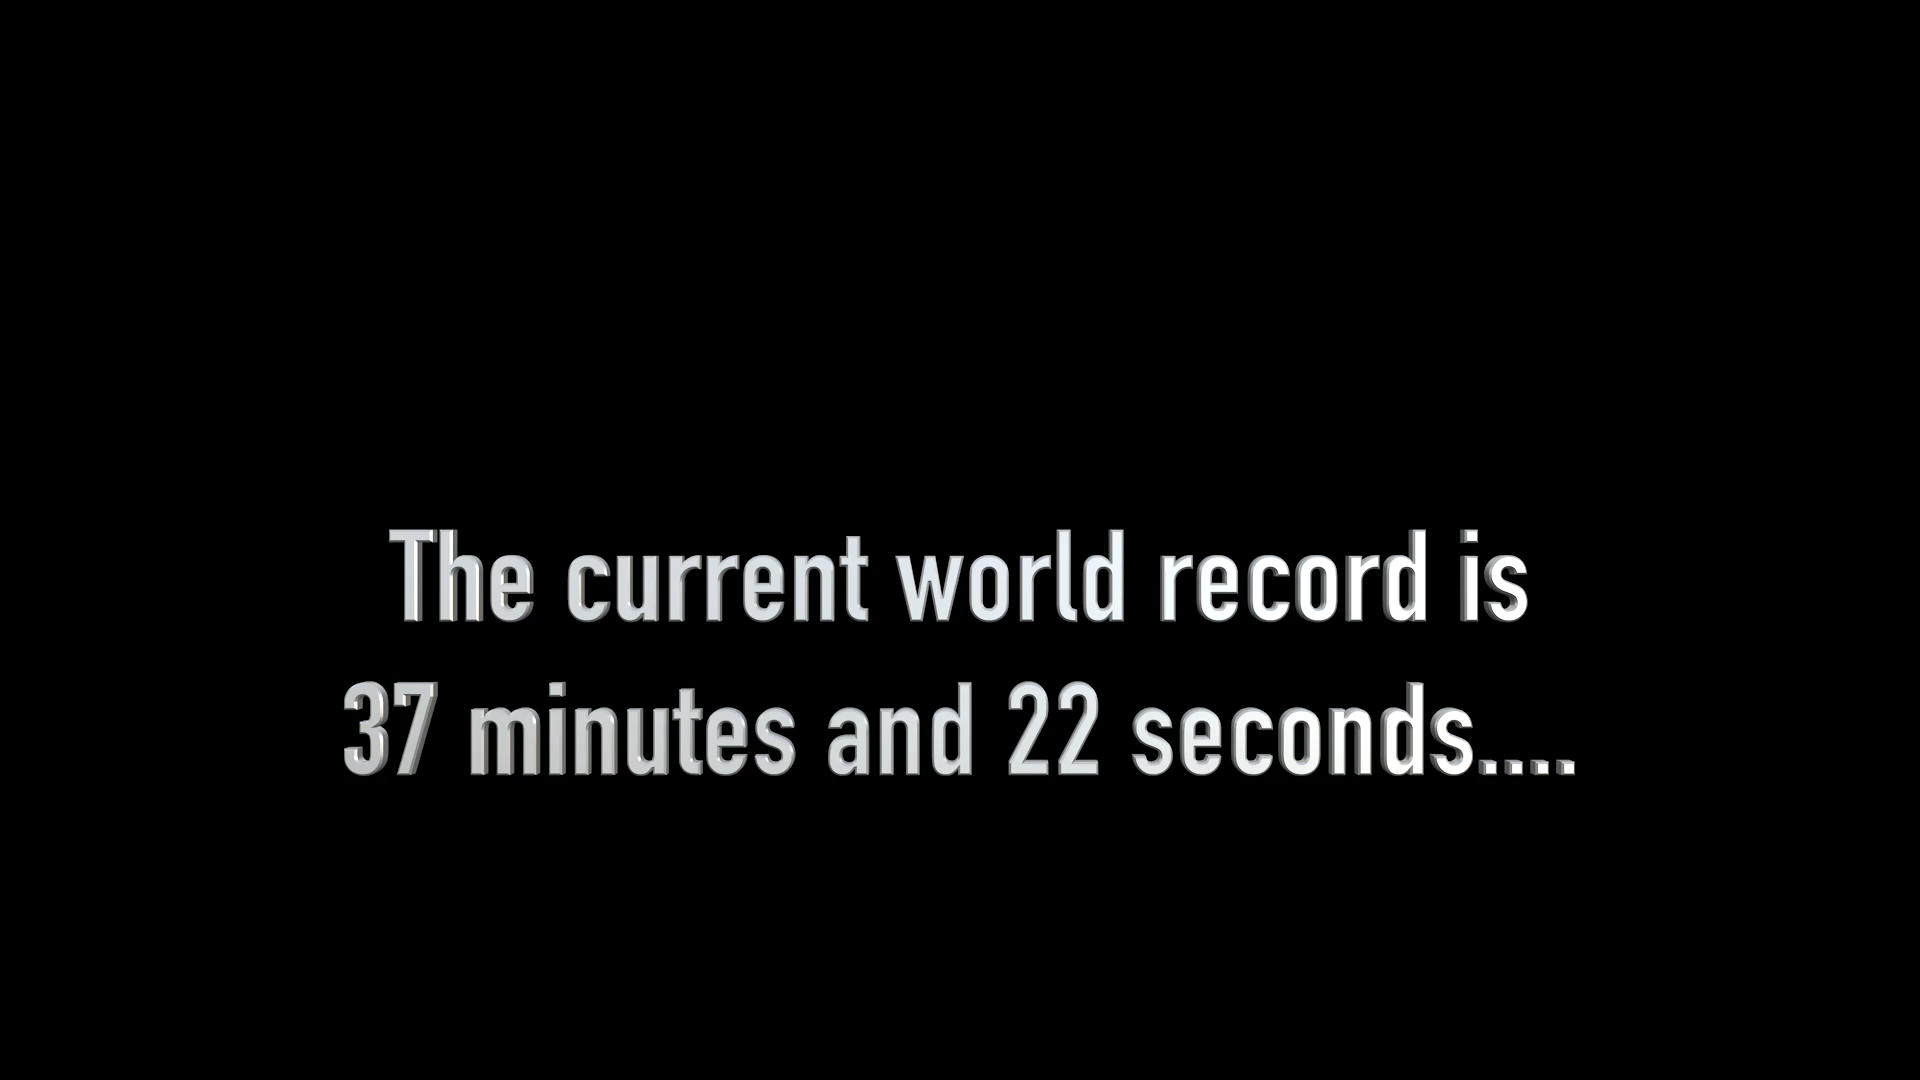 The current world record is
37 minutes and 22 seconds....